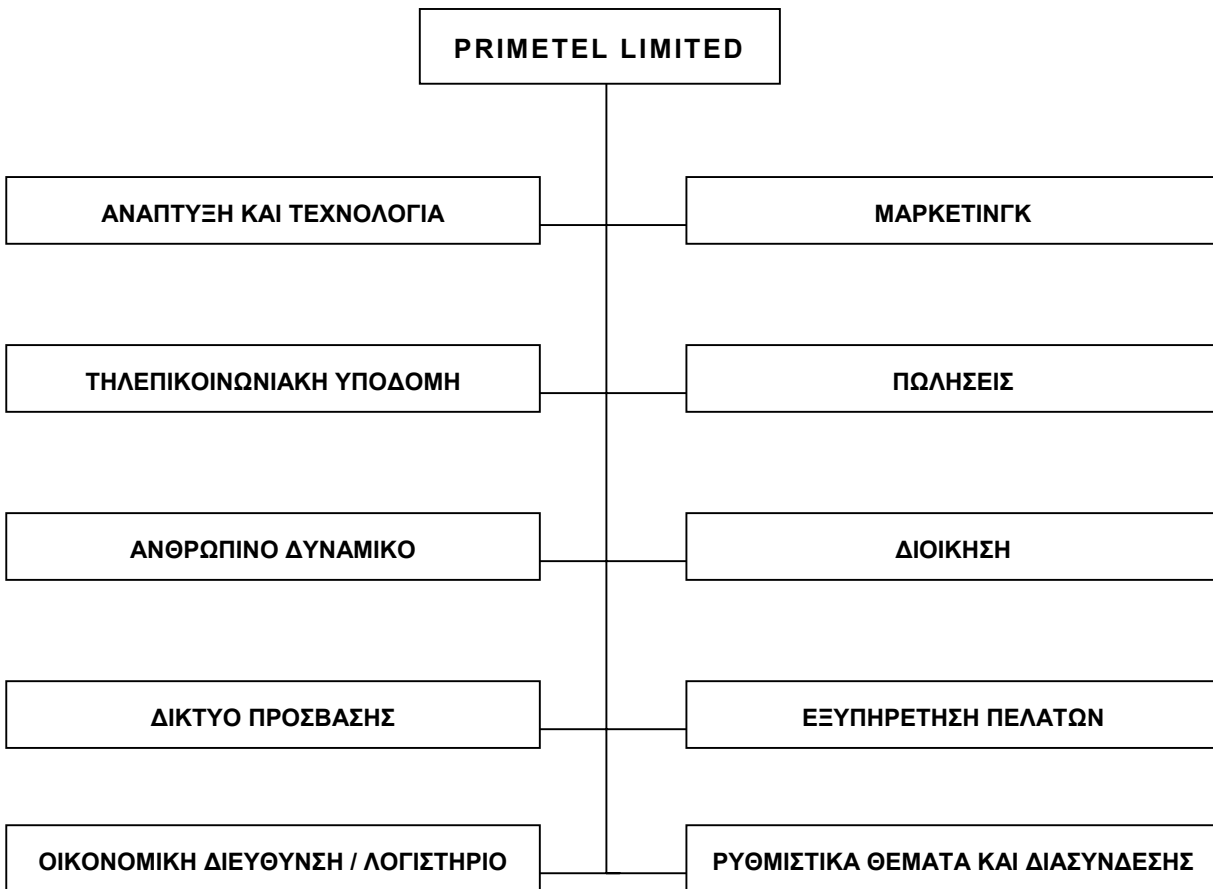 PRIMETEL LIMITED
ΑΝΑΠΤΥΞΗ ΚΑΙ ΤΕΧΝΟΛΟΓΙΑ
ΜΑΡΚΕΤΙΝΓΚ
ΤΗΛΕΠΙΚΟΙΝΩΝΙΑΚΗ ΥΠΟΔΟΜΗ
ΠΩΛΗΣΕΙΣ
ΑΝΘΡΩΠΙΝΟ ΔΥΝΑΜΙΚΟ
ΔΙΟΙΚΗΣΗ
ΔΙΚΤΥΟ ΠΡΟΣΒΑΣΗΣ
ΕΞΥΠΗΡΕΤΗΣΗ ΠΕΛΑΤΩΝ
ΟΙΚΟΝΟΜΙΚΗ ΔΙΕΥΘΥΝΣΗ / ΛΟΓΙΣΤΗΡΙΟ
ΡΥΘΜΙΣΤΙΚΑ ΘΕΜΑΤΑ ΚΑΙ ΔΙΑΣΥΝΔΕΣΗΣ